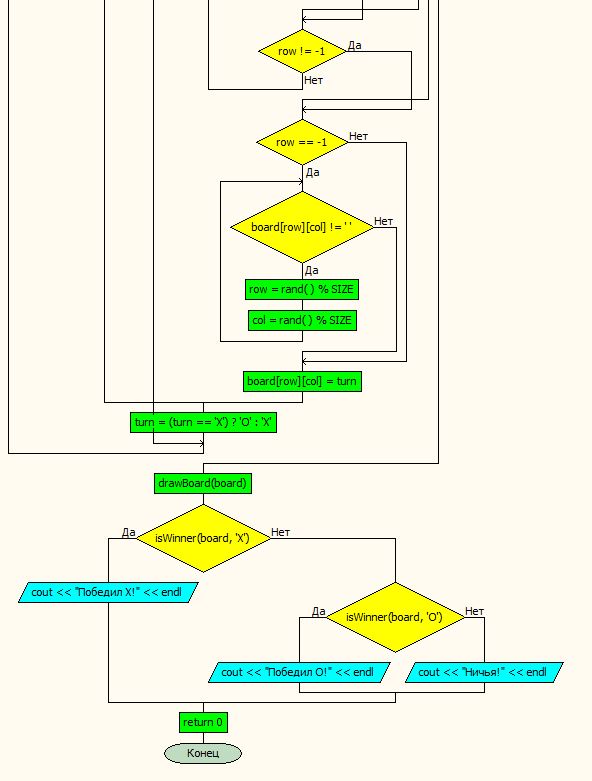 row != -1
Да
Нет
row == -1
Нет
Да
board[row][col] != ' '
Нет
Да
row = rand( ) % SIZE
col = rand( ) % SIZE
board[row][col] = turn
turn = (turn == 'X') ? 'O' : 'X'
drawBoard(board)
Да
isWinner(board, 'X')
Нет
cout << "Победил X!" << endl
Да
isWinner(board, 'O')
Нет
cout << "Победил O!" << endl
cout << "Ничья!" << endl
return 0
Конец